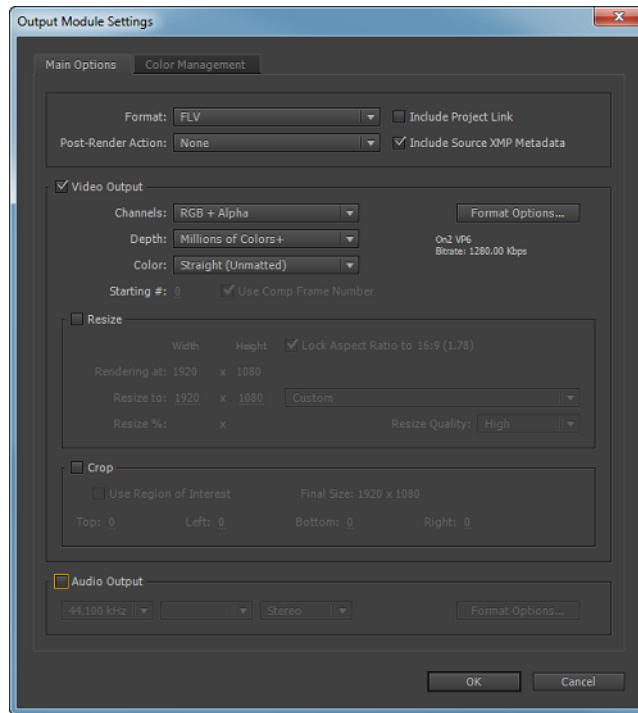 Output Module Settings
Main Options Color Management
Format: FLV Include Project Link
Post-Render Action: None Include Source XMP Metadata
Video Output
Channels: RGB + Alpha Format Options...
Depth: Millions of Colors+ On2 VP6
Bitrate: 1280.00 Kbps
Color: Straight (Unmatted)
Starting #: 0 Use Comp Frame Number
Resize
Width Height Lock Aspect Ratio to 16:9 (1.78)
Rendering at: 1920 x 1080
Resize to: 1920 x 1080 Custom
Resize %: x Resize Quality: High
Crop
Use Region of Interest Final Size: 1920 x 1080
Top: 0 Left: 0 Bottom: 0 Right: 0
Audio Output
44.100 kHz Stereo Format Options...
OK Cancel